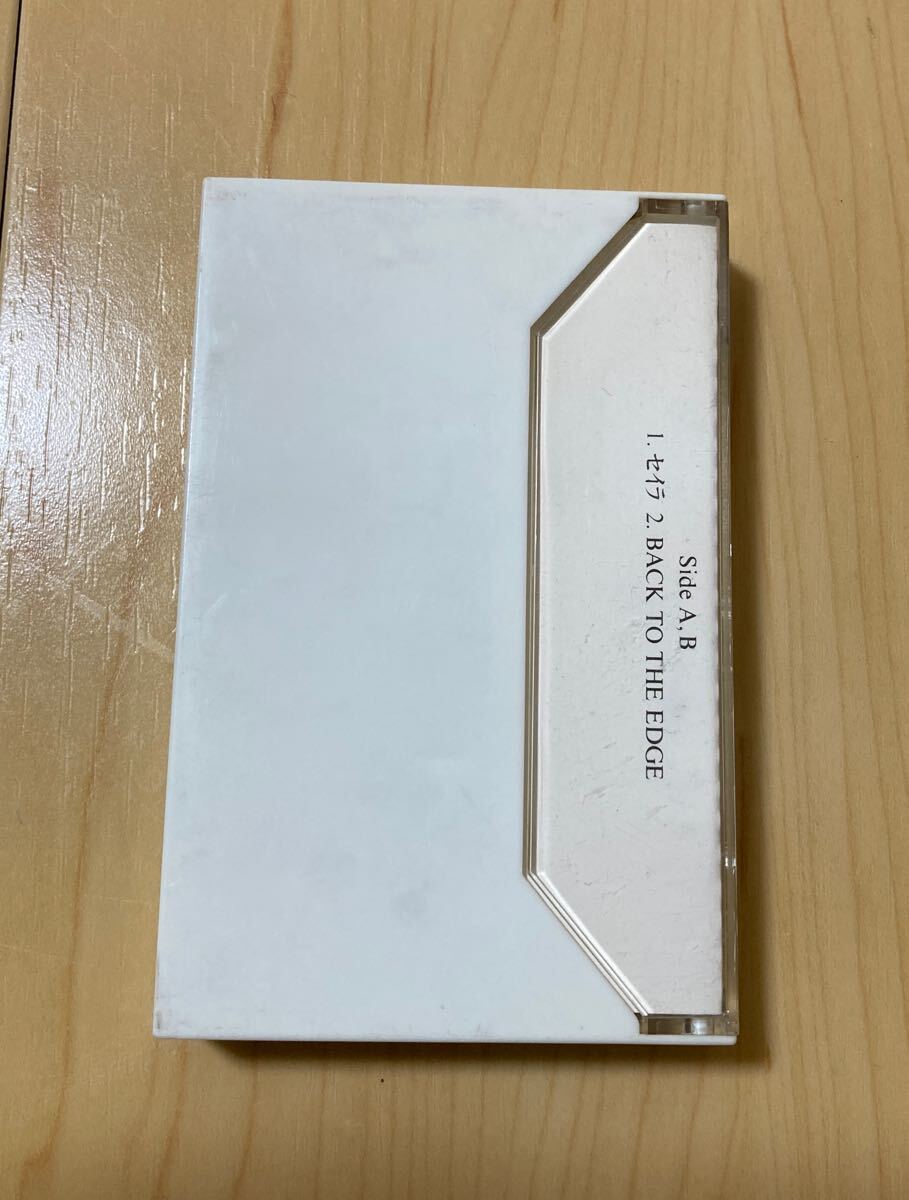 Side A, B
1. セイラ 2. BACK TO THE EDGE